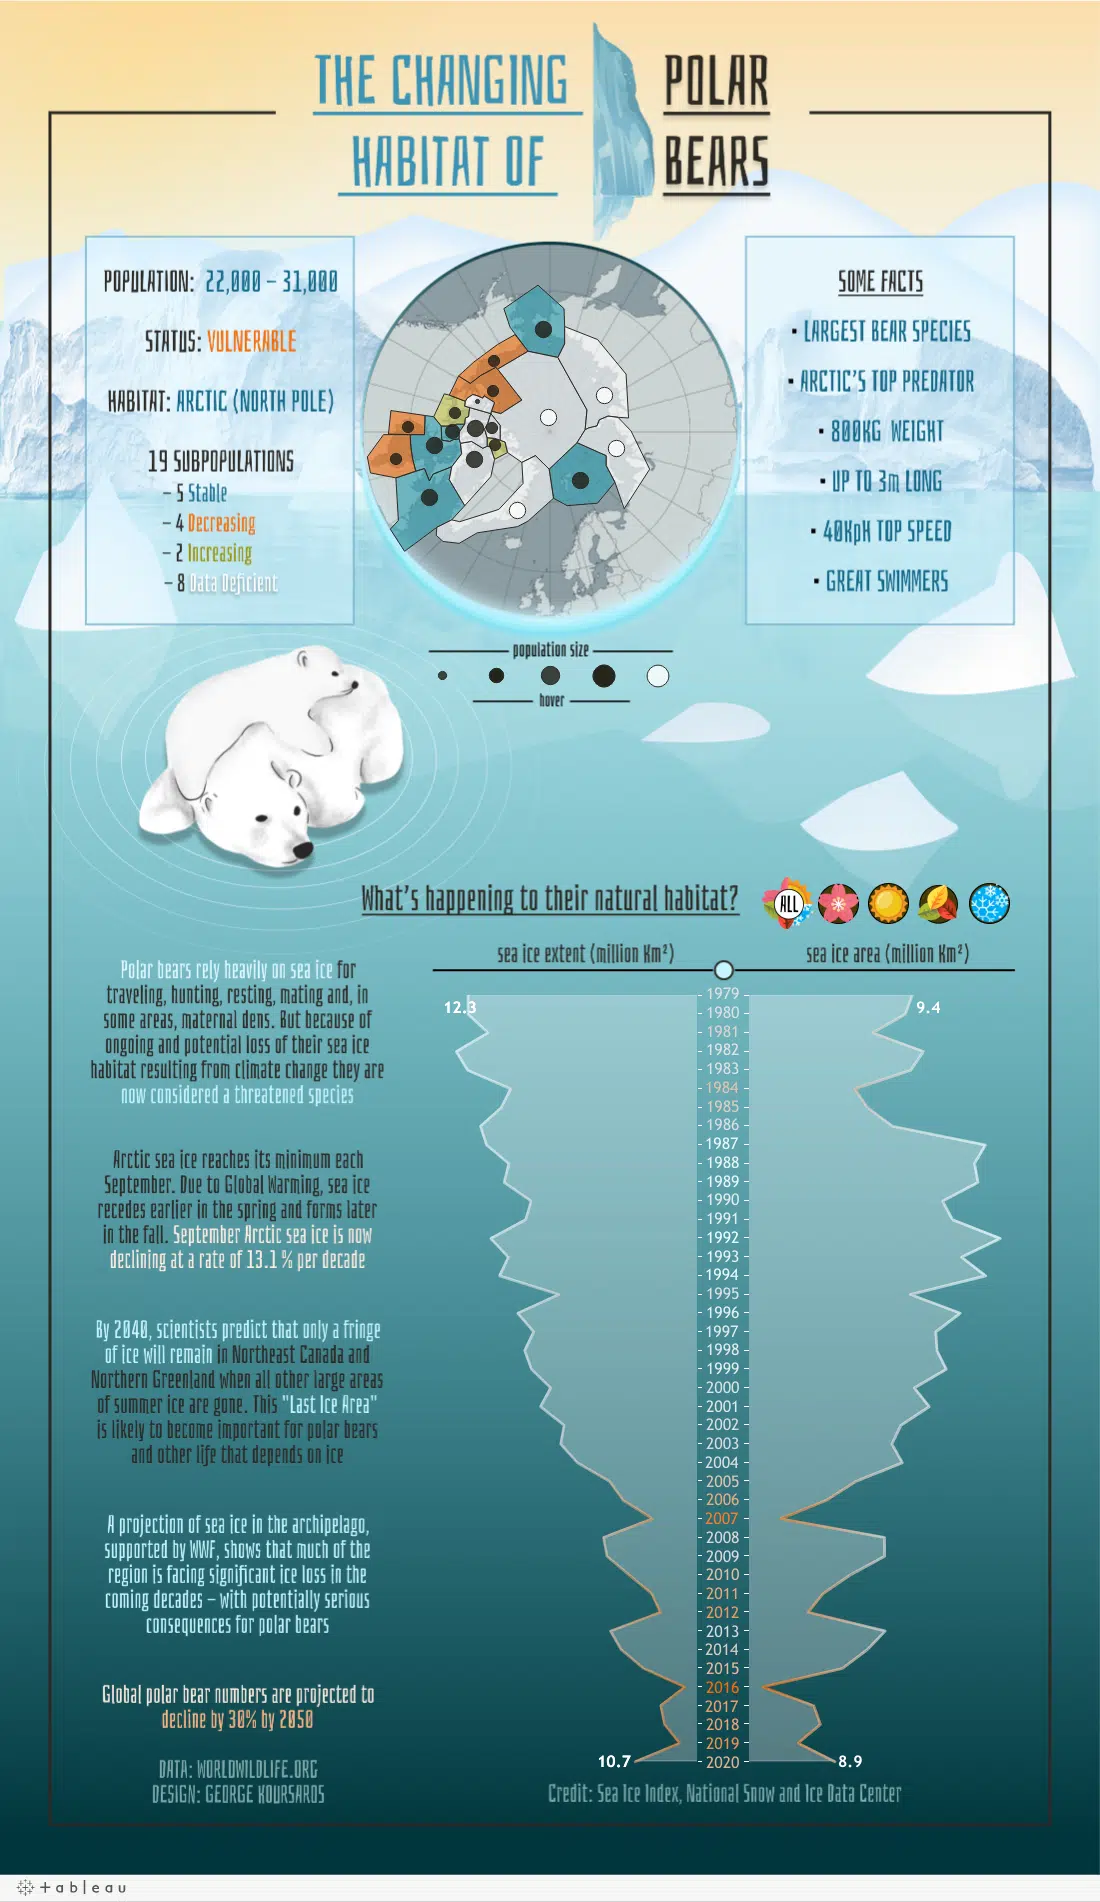 THE CHANGING
HABITAT OF
POLAR
BEARS
POPULATION: 22,000 – 31,000
STATUS: VULNERABLE
HABITAT: ARCTIC (NORTH POLE)
19 SUBPOPULATIONS
– 5 Stable
– 4 Decreasing
– 2 Increasing
– 8 Data Deficient
SOME FACTS
▪ LARGEST BEAR SPECIES
▪ ARCTIC'S TOP PREDATOR
▪ 800KG WEIGHT
▪ UP TO 3m LONG
▪ 40KpH TOP SPEED
▪ GREAT SWIMMERS
population size
hover
What's happening to their natural habitat?
ALL
Polar bears rely heavily on sea ice for
traveling, hunting, resting, mating and, in
some areas, maternal dens. But because of
ongoing and potential loss of their sea ice
habitat resulting from climate change they are
now considered a threatened species
Arctic sea ice reaches its minimum each
September. Due to Global Warming, sea ice
recedes earlier in the spring and forms later
in the fall. September Arctic sea ice is now
declining at a rate of 13.1 % per decade
By 2040, scientists predict that only a fringe
of ice will remain in Northeast Canada and
Northern Greenland when all other large areas
of summer ice are gone. This "Last Ice Area"
is likely to become important for polar bears
and other life that depends on ice
A projection of sea ice in the archipelago,
supported by WWF, shows that much of the
region is facing significant ice loss in the
coming decades – with potentially serious
consequences for polar bears
Global polar bear numbers are projected to
decline by 30% by 2050
DATA: WORLDWILDLIFE.ORG
DESIGN: GEORGE KOURSAROS
sea ice extent (million Km²)
sea ice area (million Km²)
12.3
9.4
1979
1980
1981
1982
1983
1984
1985
1986
1987
1988
1989
1990
1991
1992
1993
1994
1995
1996
1997
1998
1999
2000
2001
2002
2003
2004
2005
2006
2007
2008
2009
2010
2011
2012
2013
2014
2015
2016
2017
2018
2019
2020
10.7
8.9
Credit: Sea Ice Index, National Snow and Ice Data Center
+ableau